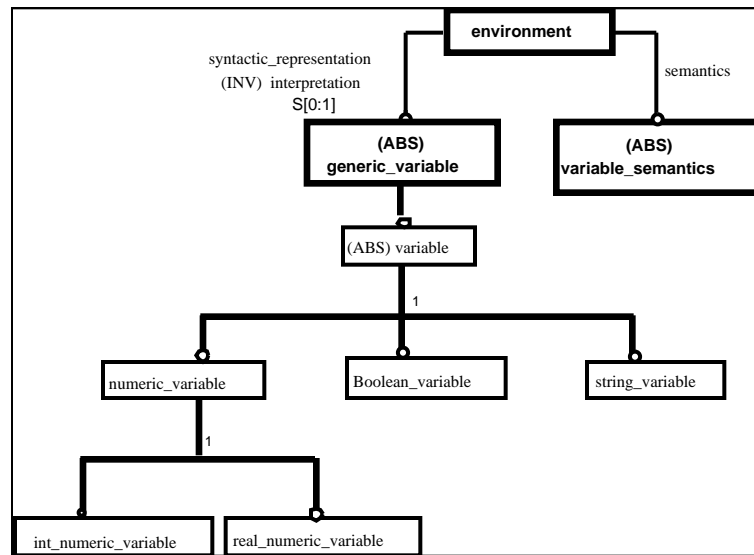 environment
syntactic_representation
(INV) interpretation
S[0:1]
semantics
(ABS)
generic_variable
(ABS)
variable_semantics
(ABS) variable
1
numeric_variable
Boolean_variable
string_variable
1
int_numeric_variable
real_numeric_variable